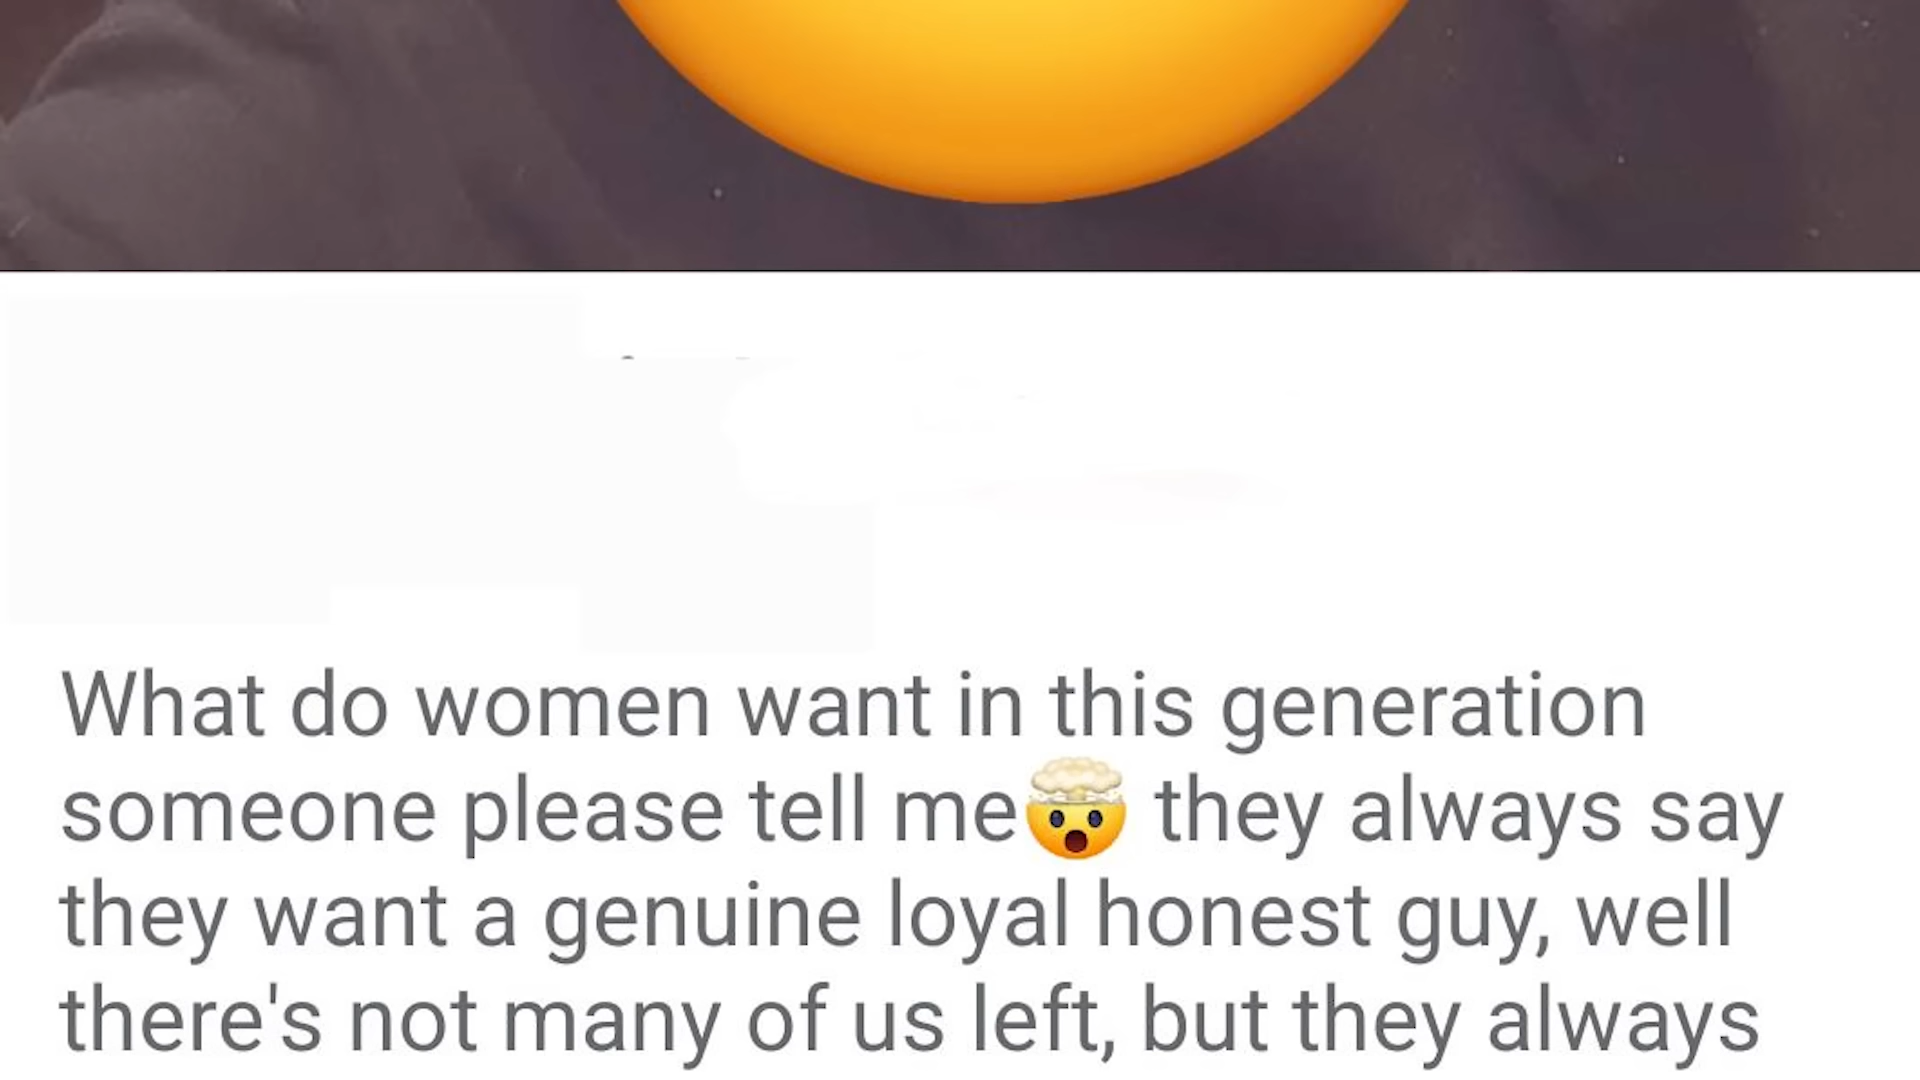 What do women want in this generation
someone please tell me🤯 they always say
they want a genuine loyal honest guy, well
there's not many of us left, but they always